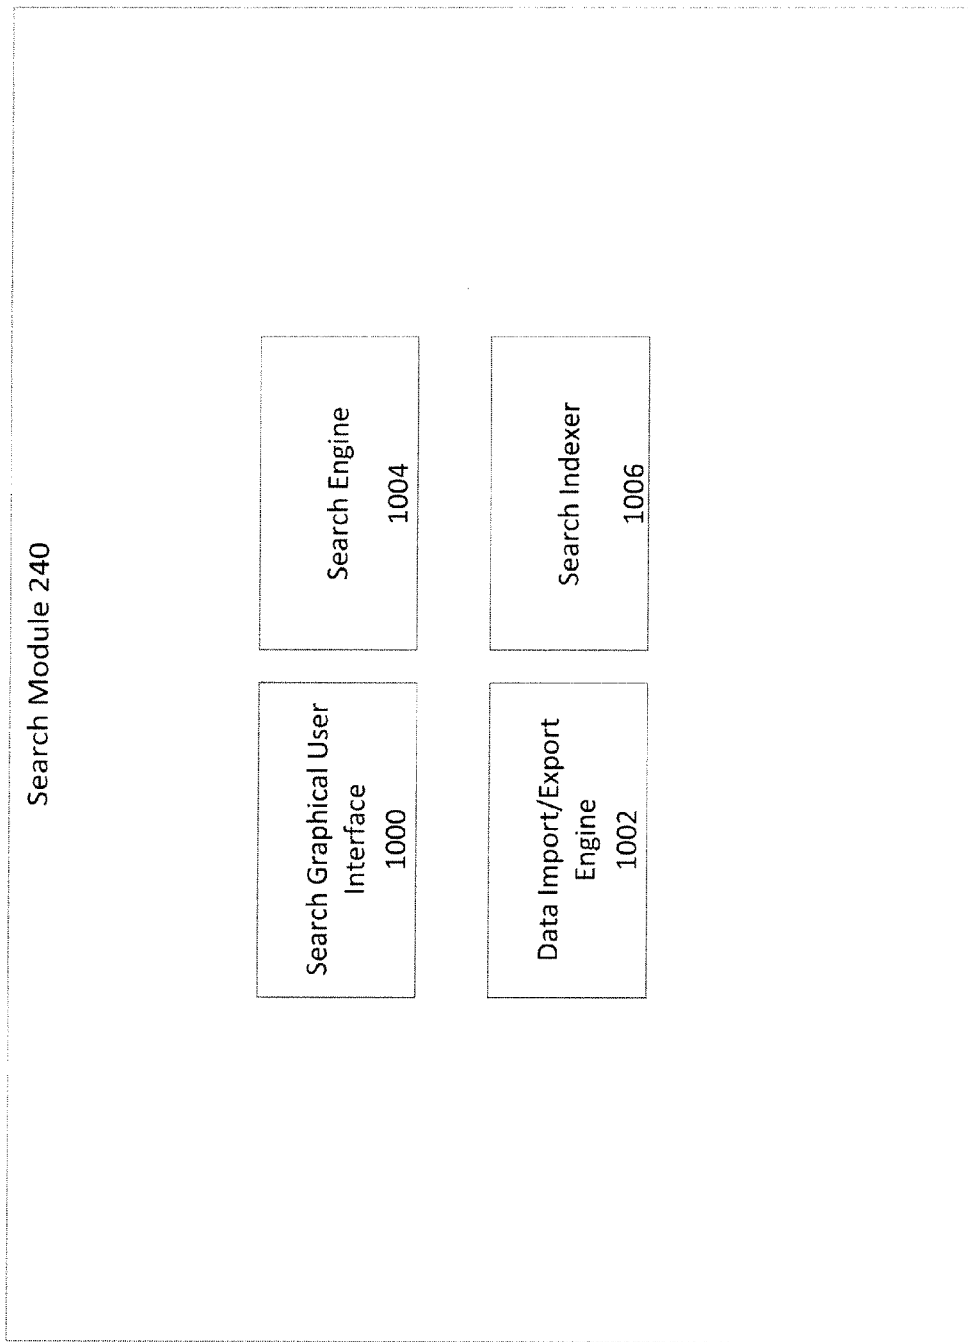 Search Module 240
Search Graphical User
Interface
1000
Search Engine
1004
Data Import/Export
Engine
1002
Search Indexer
1006